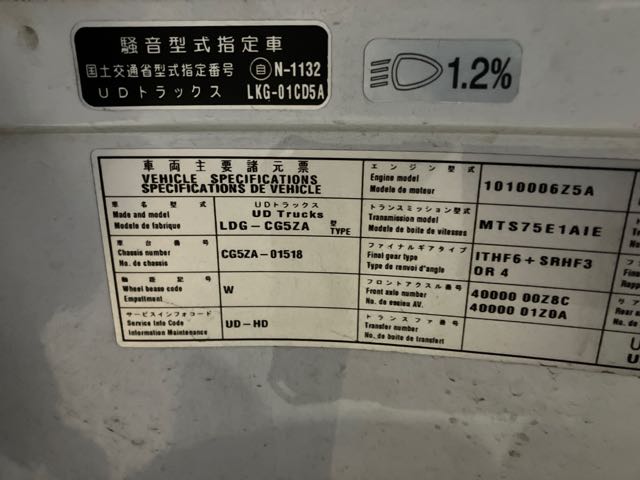 騒音型式指定車
国土交通省型式指定番号 自 N-1132
UDトラックス LKG-01CD5A
1.2%
車両主要諸元票
VEHICLE SPECIFICATIONS
SPÉCIFICATIONS DE VÉHICLE
車名型式
Made and model
Modele de fabrique
UDトラックス
UD Trucks
LDG-CG5ZA 型 TYPE
車台番号
Chassis number
No. de chassis
CG5ZA-01518
軸距記号
Wheel base code
Empattment
W
サービスインフォコード
Service Info Code
Information Maintenance
UD-HD
エンジン型式
Engine model
Modele de moteur
1010006Z5A
トランスミッション型式
Transmission model
Modele de boite de vitesses
MTS75E1AIE
ファイナルギアタイプ
Final gear type
Type de renvoi d'angle
ITHF6+SRHF3
OR 4
フロントアクスル番号
Front axle number
No. de essieu AV.
40000 00Z8C
40000 01Z0A
トランスファ番号
Transfer number
No. de boite de transfert